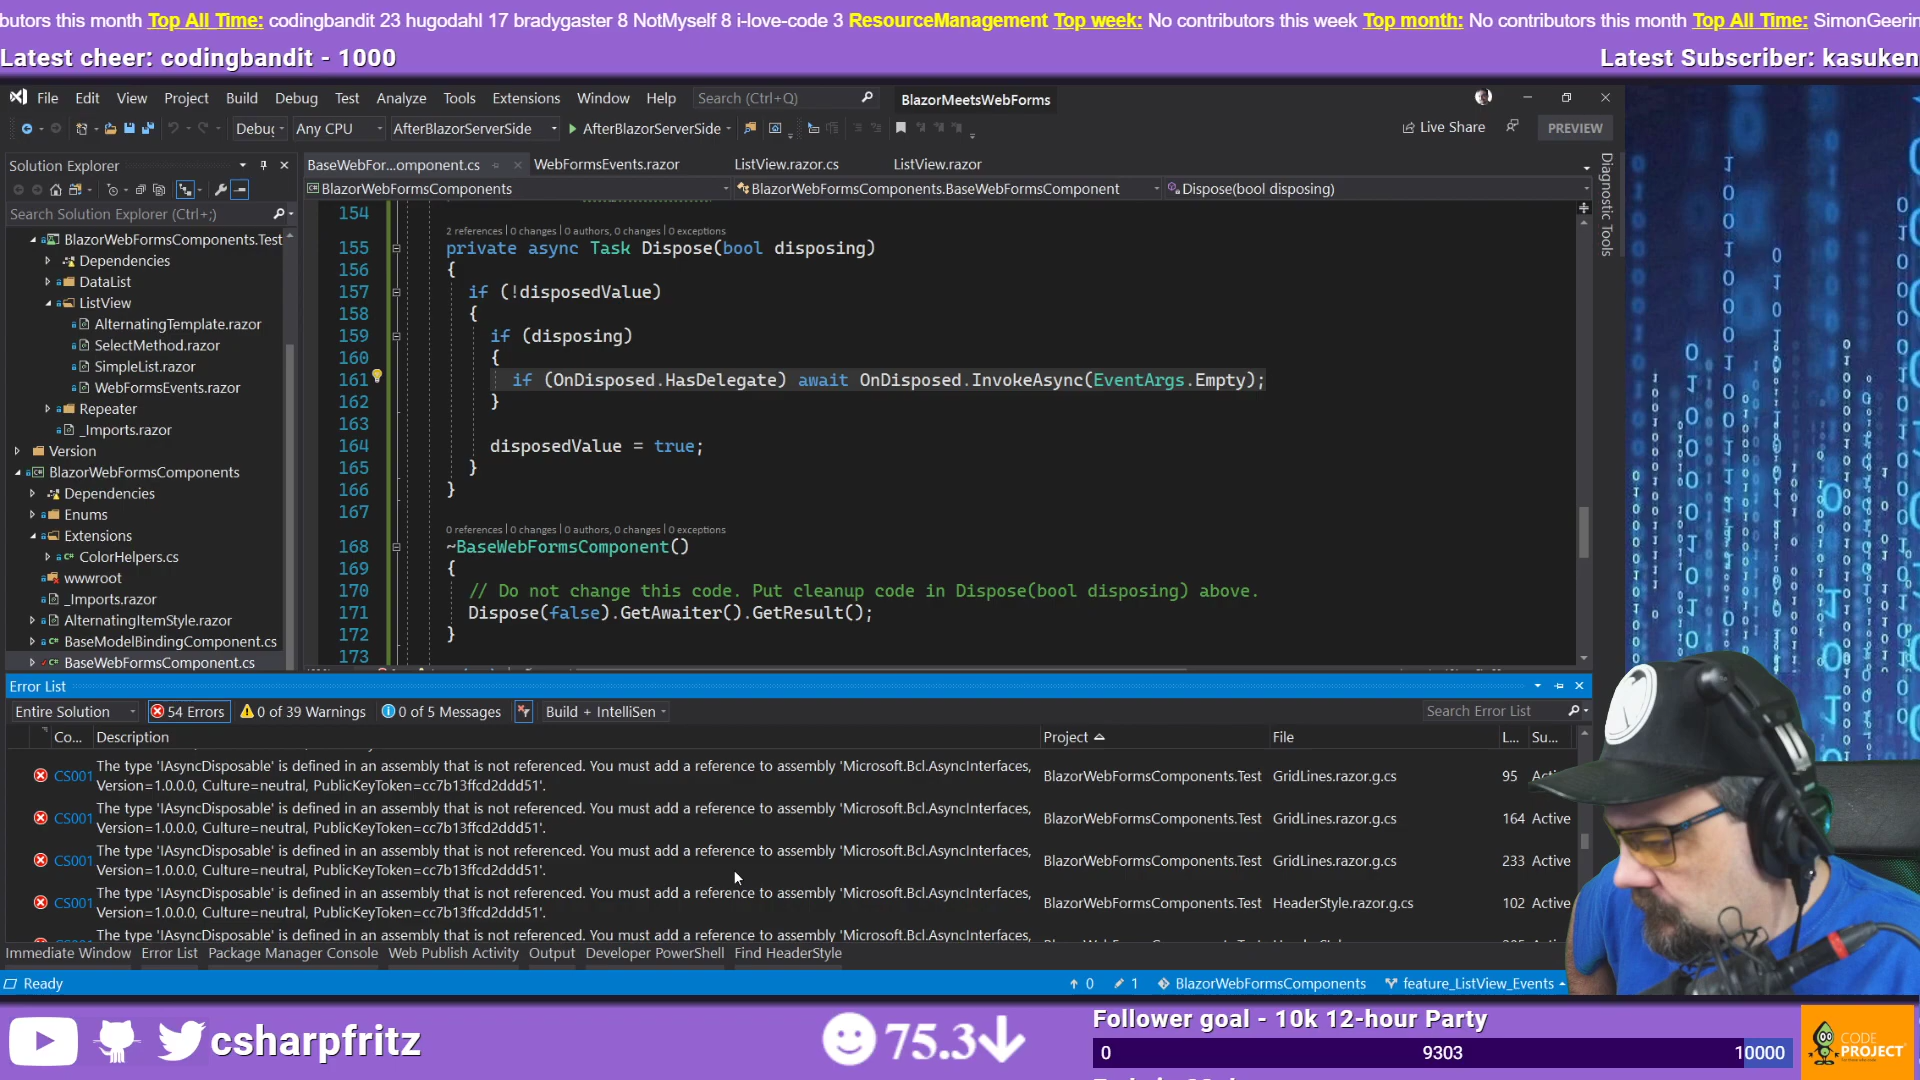 butors this month Top All Time: codingbandit 23 hugodahl 17 bradygaster 8 NotMyself 8 i-love-code 3 ResourceManagement Top week: No contributors this week Top month: No contributors this month Top All Time: SimonGeerin
Latest cheer: codingbandit - 1000
Latest Subscriber: kasuken
File Edit View Project Build Debug Test Analyze Tools Extensions Window Help Search (Ctrl+Q) BlazorMeetsWebForms
Debug Any CPU AfterBlazorServerSide AfterBlazorServerSide Live Share PREVIEW
Solution Explorer
Search Solution Explorer (Ctrl+;)
BlazorWebFormsComponents.Test
Dependencies
DataList
ListView
AlternatingTemplate.razor
SelectMethod.razor
SimpleList.razor
WebFormsEvents.razor
Repeater
_Imports.razor
Version
BlazorWebFormsComponents
Dependencies
Enums
Extensions
ColorHelpers.cs
wwwroot
_Imports.razor
AlternatingItemStyle.razor
BaseModelBindingComponent.cs
BaseWebFormsComponent.cs
BaseWebFor...omponent.cs WebFormsEvents.razor ListView.razor.cs ListView.razor
BlazorWebFormsComponents BlazorWebFormsComponents.BaseWebFormsComponent Dispose(bool disposing)
Diagnostic Tools
154
2 references | 0 changes | 0 authors, 0 changes | 0 exceptions
155 private async Task Dispose(bool disposing)
156 {
157 if (!disposedValue)
158 {
159 if (disposing)
160 {
161 if (OnDisposed.HasDelegate) await OnDisposed.InvokeAsync(EventArgs.Empty);
162 }
163
164 disposedValue = true;
165 }
166 }
167
0 references | 0 changes | 0 authors, 0 changes | 0 exceptions
168 ~BaseWebFormsComponent()
169 {
170 // Do not change this code. Put cleanup code in Dispose(bool disposing) above.
171 Dispose(false).GetAwaiter().GetResult();
172 }
173
Error List
Entire Solution 54 Errors 0 of 39 Warnings 0 of 5 Messages Build + IntelliSen Search Error List
Co... Description Project File L... Su...
CS001 The type 'IAsyncDisposable' is defined in an assembly that is not referenced. You must add a reference to assembly 'Microsoft.Bcl.AsyncInterfaces, BlazorWebFormsComponents.Test GridLines.razor.g.cs 95
Version=1.0.0.0, Culture=neutral, PublicKeyToken=cc7b13ffcd2ddd51'.
CS001 The type 'IAsyncDisposable' is defined in an assembly that is not referenced. You must add a reference to assembly 'Microsoft.Bcl.AsyncInterfaces, BlazorWebFormsComponents.Test GridLines.razor.g.cs 164 Active
Version=1.0.0.0, Culture=neutral, PublicKeyToken=cc7b13ffcd2ddd51'.
CS001 The type 'IAsyncDisposable' is defined in an assembly that is not referenced. You must add a reference to assembly 'Microsoft.Bcl.AsyncInterfaces, BlazorWebFormsComponents.Test GridLines.razor.g.cs 233 Active
Version=1.0.0.0, Culture=neutral, PublicKeyToken=cc7b13ffcd2ddd51'.
CS001 The type 'IAsyncDisposable' is defined in an assembly that is not referenced. You must add a reference to assembly 'Microsoft.Bcl.AsyncInterfaces, BlazorWebFormsComponents.Test HeaderStyle.razor.g.cs 102 Active
Version=1.0.0.0, Culture=neutral, PublicKeyToken=cc7b13ffcd2ddd51'.
The type 'IAsyncDisposable' is defined in an assembly that is not referenced. You must add a reference to assembly 'Microsoft.Bcl.AsyncInterfaces,
Immediate Window Error List Package Manager Console Web Publish Activity Output Developer PowerShell Find HeaderStyle
Ready 0 1 BlazorWebFormsComponents feature_ListView_Events
csharpfritz
75.3
Follower goal - 10k 12-hour Party
0 9303 10000
CODE
PROJECT